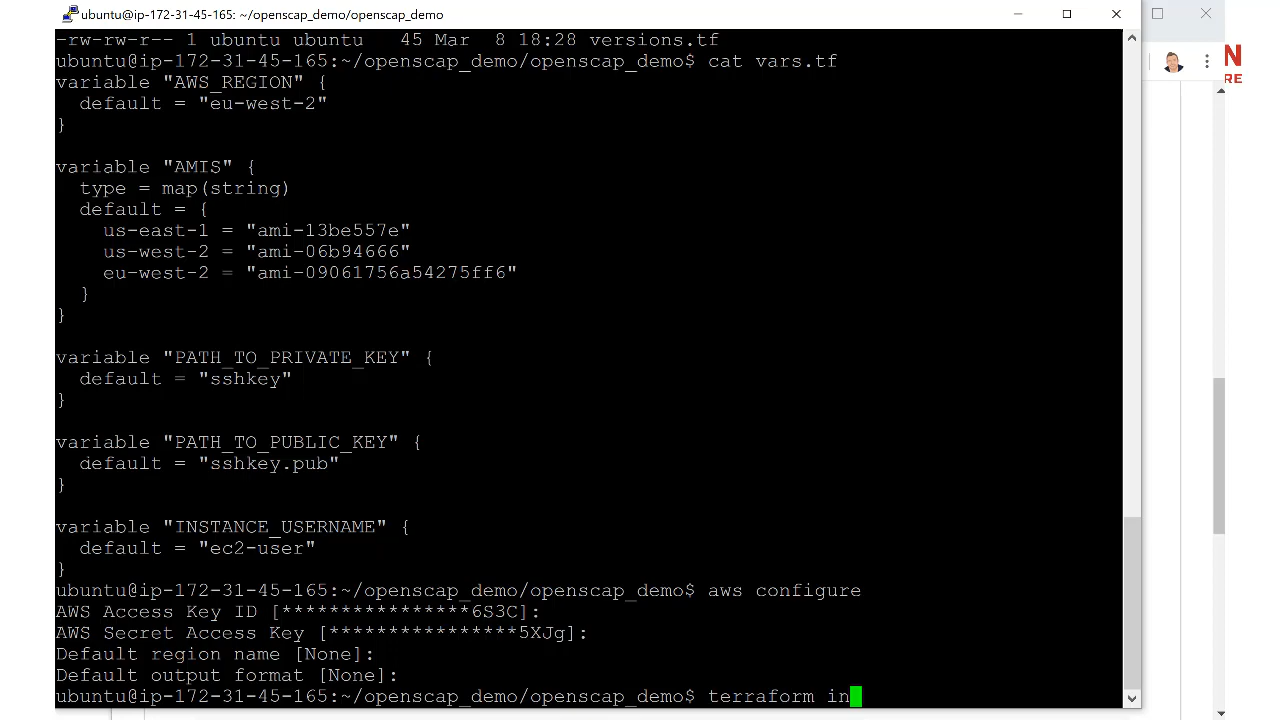 ubuntu@ip-172-31-45-165: ~/openscap_demo/openscap_demo
-rw-rw-r-- 1 ubuntu ubuntu   45 Mar  8 18:28 versions.tf
ubuntu@ip-172-31-45-165:~/openscap_demo/openscap_demo$ cat vars.tf
variable "AWS_REGION" {
  default = "eu-west-2"
}
variable "AMIS" {
  type = map(string)
  default = {
    us-east-1 = "ami-13be557e"
    us-west-2 = "ami-06b94666"
    eu-west-2 = "ami-09061756a54275ff6"
  }
}
variable "PATH_TO_PRIVATE_KEY" {
  default = "sshkey"
}
variable "PATH_TO_PUBLIC_KEY" {
  default = "sshkey.pub"
}
variable "INSTANCE_USERNAME" {
  default = "ec2-user"
}
ubuntu@ip-172-31-45-165:~/openscap_demo/openscap_demo$ aws configure
AWS Access Key ID [****************6S3C]:
AWS Secret Access Key [****************5XJg]:
Default region name [None]:
Default output format [None]:
ubuntu@ip-172-31-45-165:~/openscap_demo/openscap_demo$ terraform in
N
RE